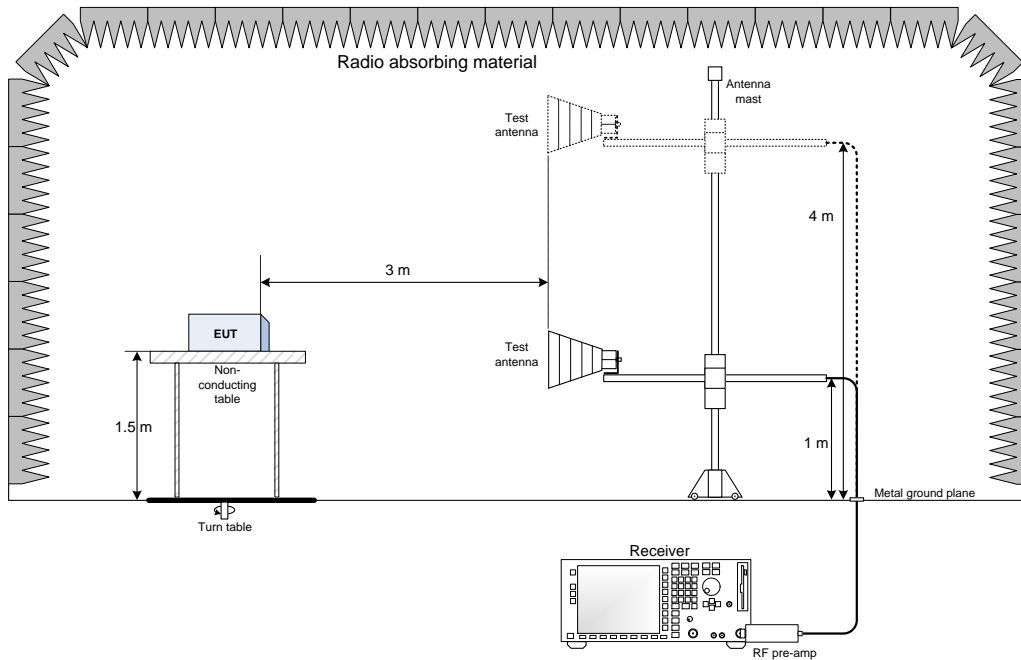 Radio absorbing material
Antenna
mast
Test
antenna
4 m
3 m
EUT
Test
antenna
Non-
conducting
table
1.5 m
1 m
Metal ground plane
Turn table
Receiver
RF pre-amp